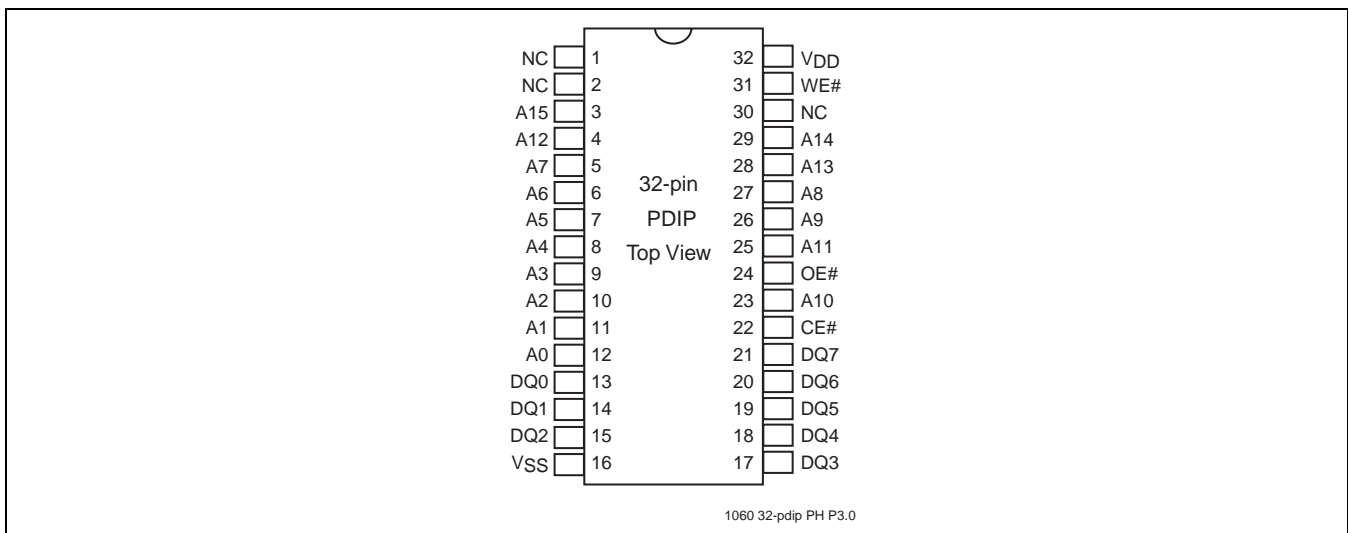 NC 1 32 VDD
NC 2 31 WE#
A15 3 30 NC
A12 4 29 A14
A7 5 28 A13
A6 6 32-pin 27 A8
A5 7 PDIP 26 A9
A4 8 Top View 25 A11
A3 9 24 OE#
A2 10 23 A10
A1 11 22 CE#
A0 12 21 DQ7
DQ0 13 20 DQ6
DQ1 14 19 DQ5
DQ2 15 18 DQ4
VSS 16 17 DQ3
1060 32-pdip PH P3.0